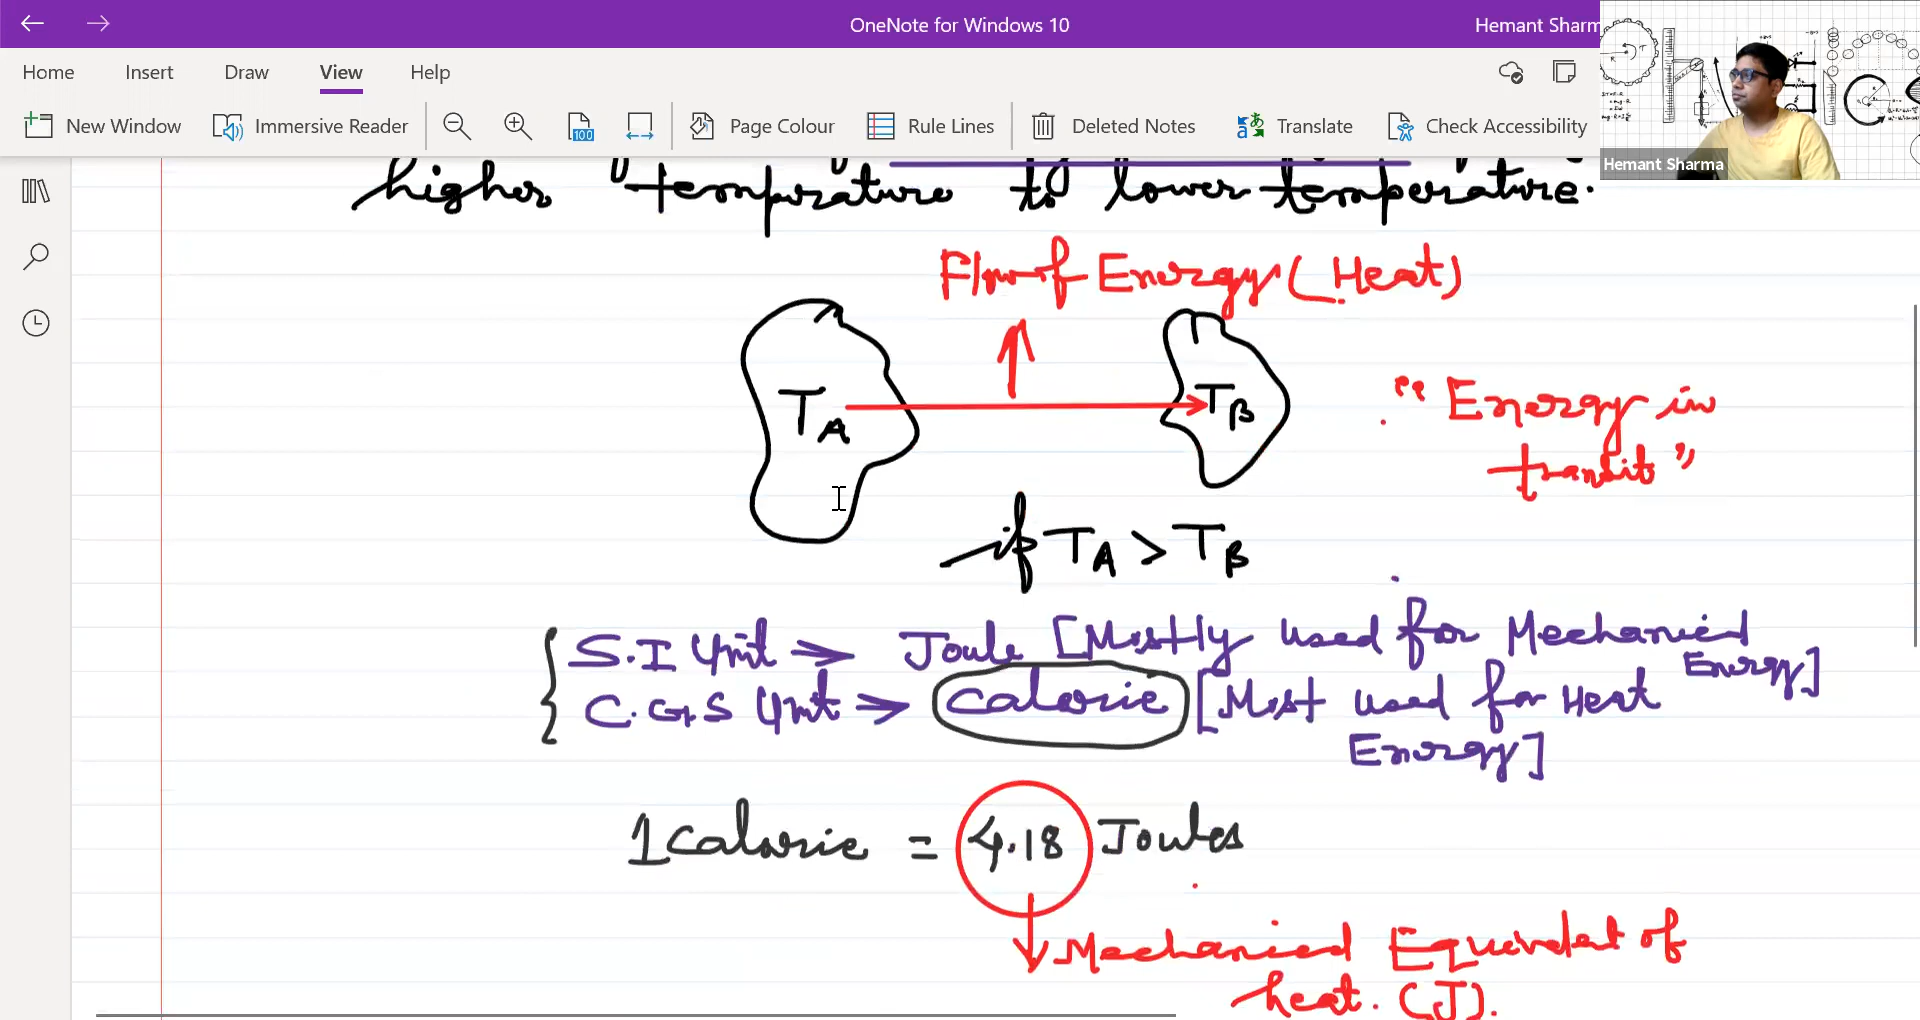 OneNote for Windows 10
Hemant Sharm
Home Insert Draw View Help
New Window Immersive Reader 100 Page Colour Rule Lines Deleted Notes Translate Check Accessibility
Hemant Sharma
higher temperature to lower temperature.
Flow of Energy (Heat)
TA TB
"Energy in
transit"
if TA > TB
S.I Unit → Joule [Mostly used for Mechanical
Energy]
C.G.S Unit → Calorie [Most used for Heat
Energy]
1 Calorie = 4.18 Joules
Mechanical Equivalent of
heat. (J).